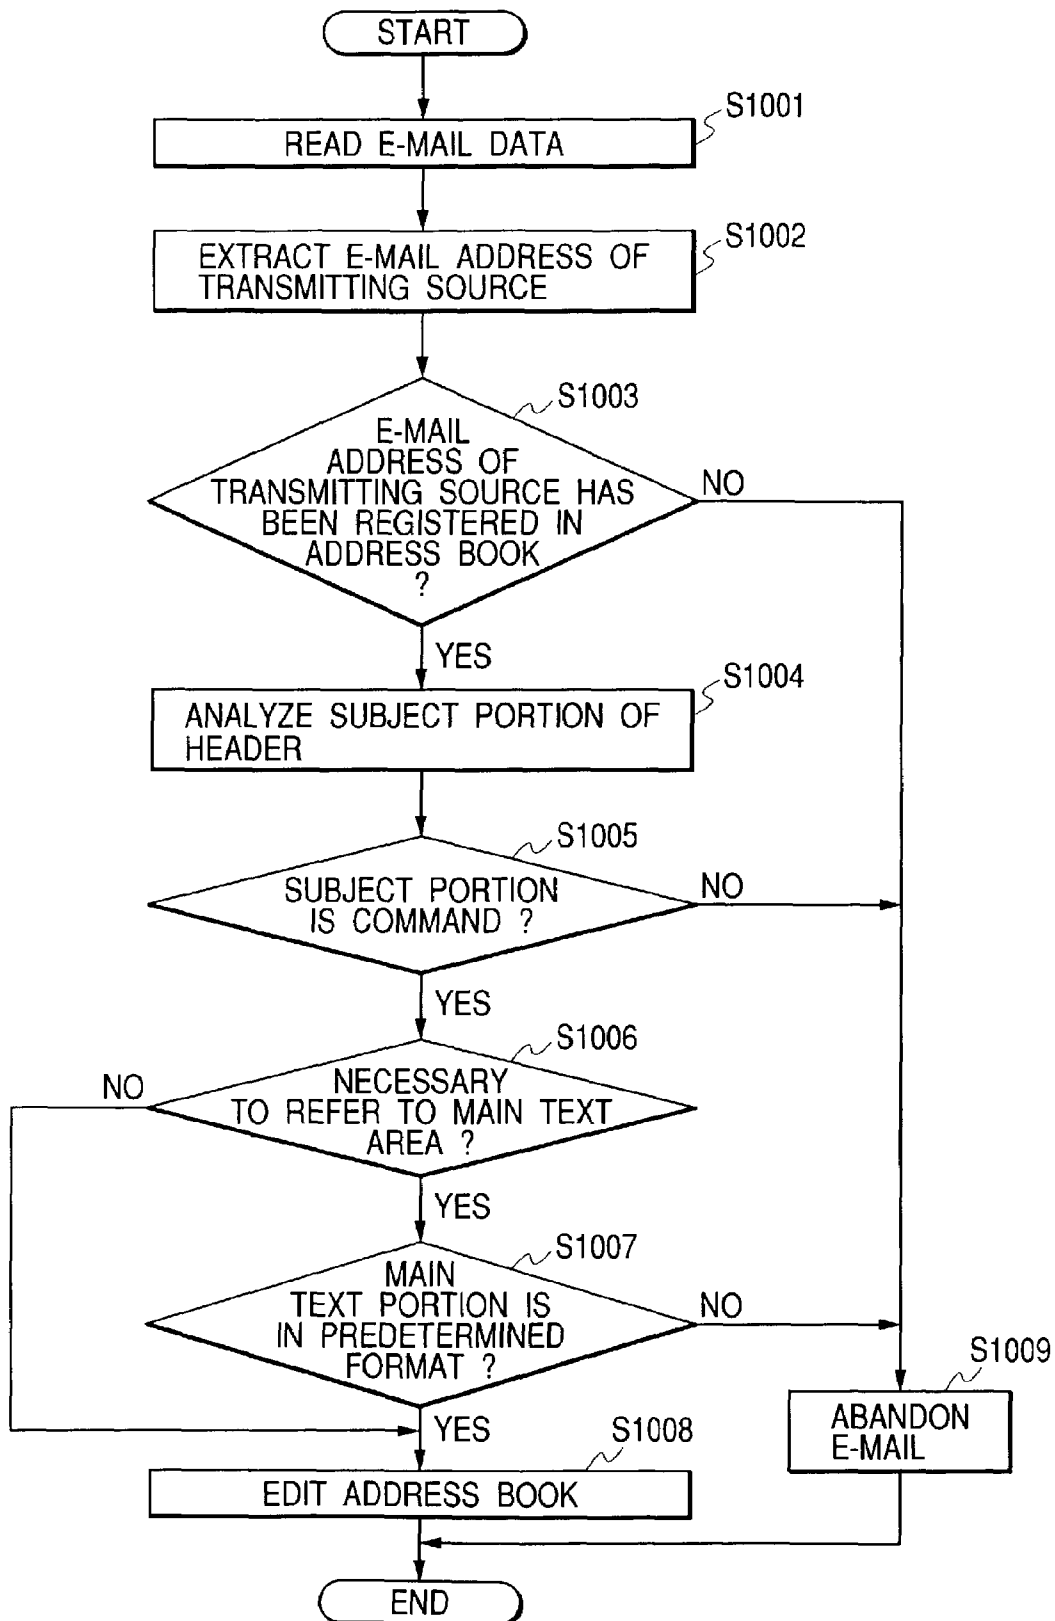 START
S1001
READ E-MAIL DATA
S1002
EXTRACT E-MAIL ADDRESS OF
TRANSMITTING SOURCE
S1003
E-MAIL
ADDRESS OF
TRANSMITTING SOURCE HAS
BEEN REGISTERED IN
ADDRESS BOOK
?
NO
YES
S1004
ANALYZE SUBJECT PORTION OF
HEADER
S1005
SUBJECT PORTION
IS COMMAND ?
NO
YES
S1006
NECESSARY
TO REFER TO MAIN TEXT
AREA ?
NO
YES
S1007
MAIN
TEXT PORTION IS
IN PREDETERMINED
FORMAT ?
NO
YES
S1009
ABANDON
E-MAIL
S1008
EDIT ADDRESS BOOK
END